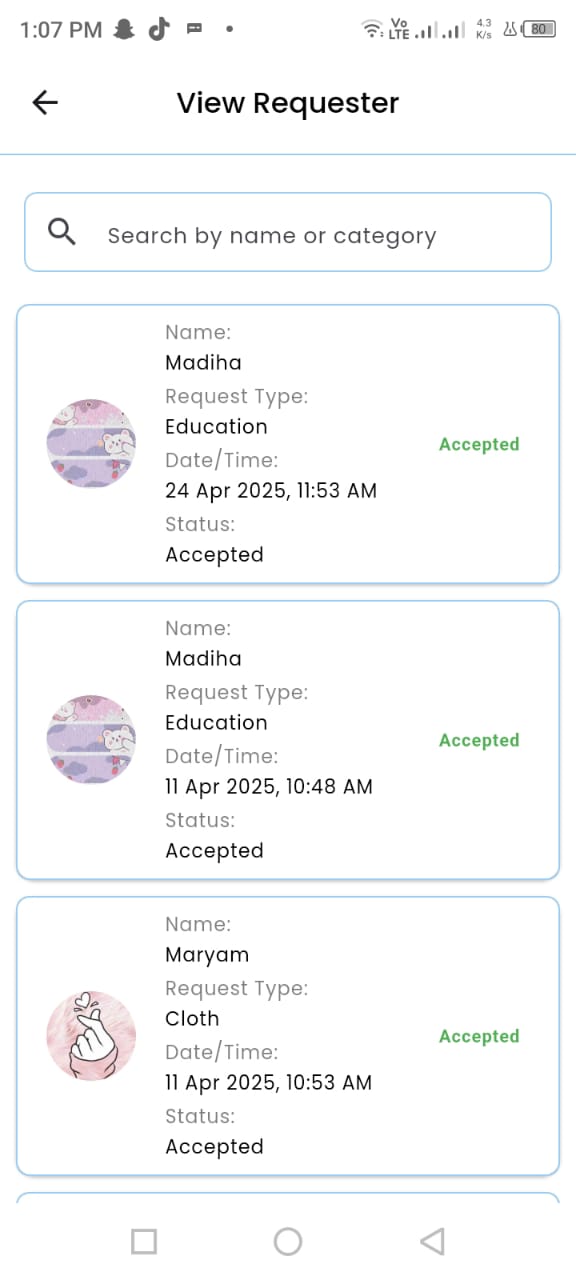 1:07 PM
Vo LTE
4.3 K/s
80
View Requester
Search by name or category
Name:
Madiha
Request Type:
Education
Accepted
Date/Time:
24 Apr 2025, 11:53 AM
Status:
Accepted
Name:
Madiha
Request Type:
Education
Accepted
Date/Time:
11 Apr 2025, 10:48 AM
Status:
Accepted
Name:
Maryam
Request Type:
Cloth
Accepted
Date/Time:
11 Apr 2025, 10:53 AM
Status:
Accepted